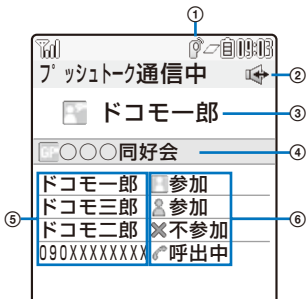 ①
09:03
プッシュトーク通信中 ②
ドコモ一郎 ③
GP○○○同好会 ④
ドコモ一郎 参加
ドコモ三郎 参加
⑤ ドコモ二郎 不参加 ⑥
090XXXXXXXX 呼出中